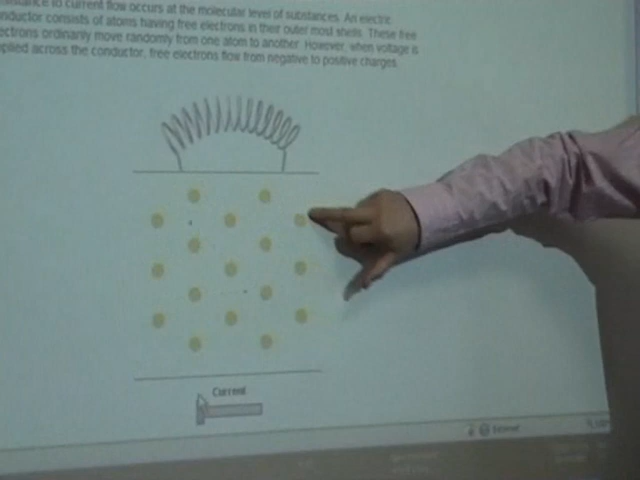 to current flow occurs at the molecular level of substances. An electric
conductor consists of atoms having free electrons in their outer most shells. These free
electrons ordinarily move randomly from one atom to another. However, when voltage is
applied across the conductor, free electrons flow from negative to positive charges.
Current